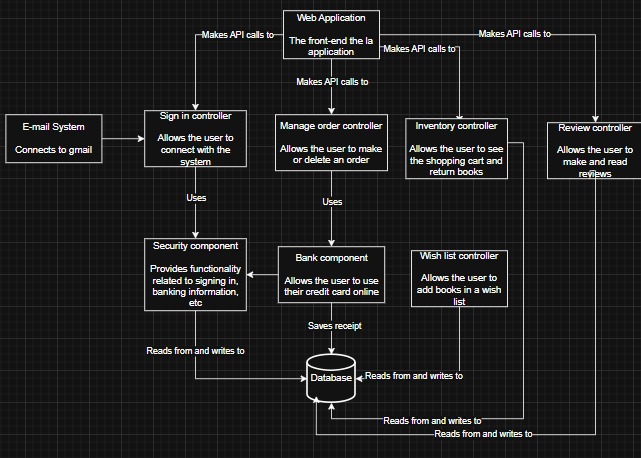 Web Application
The front-end the la
application
Makes API calls to
Makes API calls to
Makes API calls to
Makes API calls to
E-mail System
Connects to gmail
Sign in controller
Allows the user to
connect with the
system
Manage order controller
Allows the user to make
or delete an order
Inventory controller
Allows the user to see
the shopping cart and
return books
Review controller
Allows the user to
make and read
reviews
Uses
Uses
Security component
Provides functionality
related to signing in,
banking information,
etc
Bank component
Allows the user to use
their credit card online
Wish list controller
Allows the user to
add books in a wish
list
Saves receipt
Reads from and writes to
Database
Reads from and writes to
Reads from and writes to
Reads from and writes to